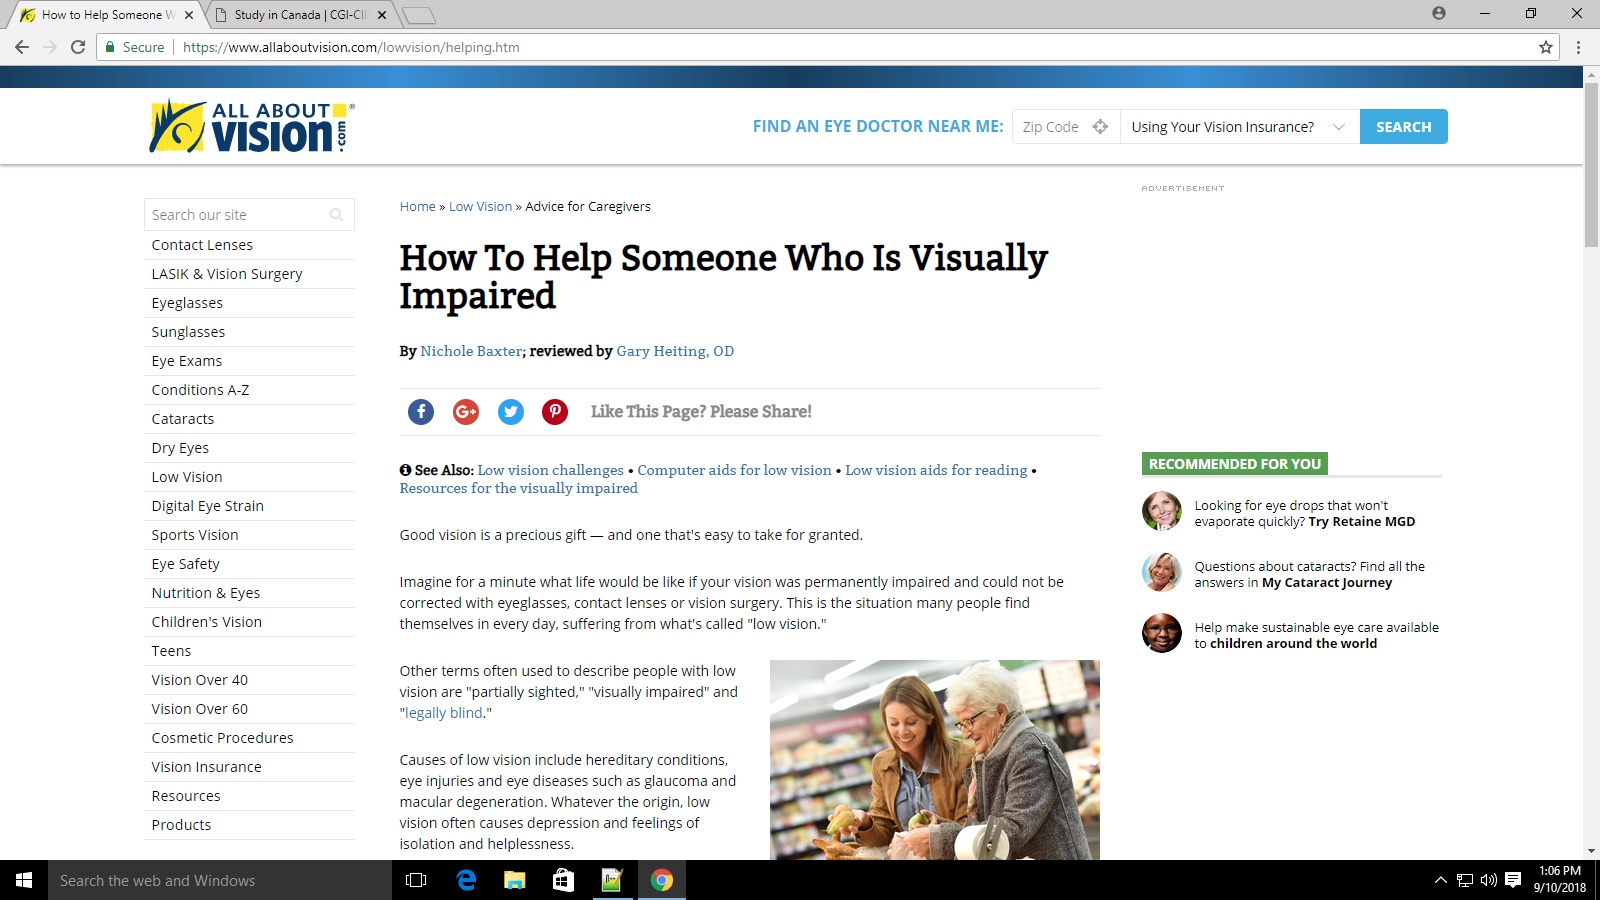 How to Help Someone W
Study in Canada | CGI-CI
Secure
https://www.allaboutvision.com/lowvision/helping.htm
ALL ABOUT
vision
.com
®
FIND AN EYE DOCTOR NEAR ME:
Zip Code
Using Your Vision Insurance?
SEARCH
Search our site
Contact Lenses
LASIK & Vision Surgery
Eyeglasses
Sunglasses
Eye Exams
Conditions A-Z
Cataracts
Dry Eyes
Low Vision
Digital Eye Strain
Sports Vision
Eye Safety
Nutrition & Eyes
Children's Vision
Teens
Vision Over 40
Vision Over 60
Cosmetic Procedures
Vision Insurance
Resources
Products
Home » Low Vision » Advice for Caregivers
How To Help Someone Who Is Visually
Impaired
By Nichole Baxter; reviewed by Gary Heiting, OD
Like This Page? Please Share!
See Also: Low vision challenges • Computer aids for low vision • Low vision aids for reading •
Resources for the visually impaired
Good vision is a precious gift — and one that's easy to take for granted.
Imagine for a minute what life would be like if your vision was permanently impaired and could not be
corrected with eyeglasses, contact lenses or vision surgery. This is the situation many people find
themselves in every day, suffering from what's called "low vision."
Other terms often used to describe people with low
vision are "partially sighted," "visually impaired" and
"legally blind."
Causes of low vision include hereditary conditions,
eye injuries and eye diseases such as glaucoma and
macular degeneration. Whatever the origin, low
vision often causes depression and feelings of
isolation and helplessness.
ADVERTISEMENT
RECOMMENDED FOR YOU
Looking for eye drops that won't
evaporate quickly? Try Retaine MGD
Questions about cataracts? Find all the
answers in My Cataract Journey
Help make sustainable eye care available
to children around the world
Search the web and Windows
1:06 PM
9/10/2018